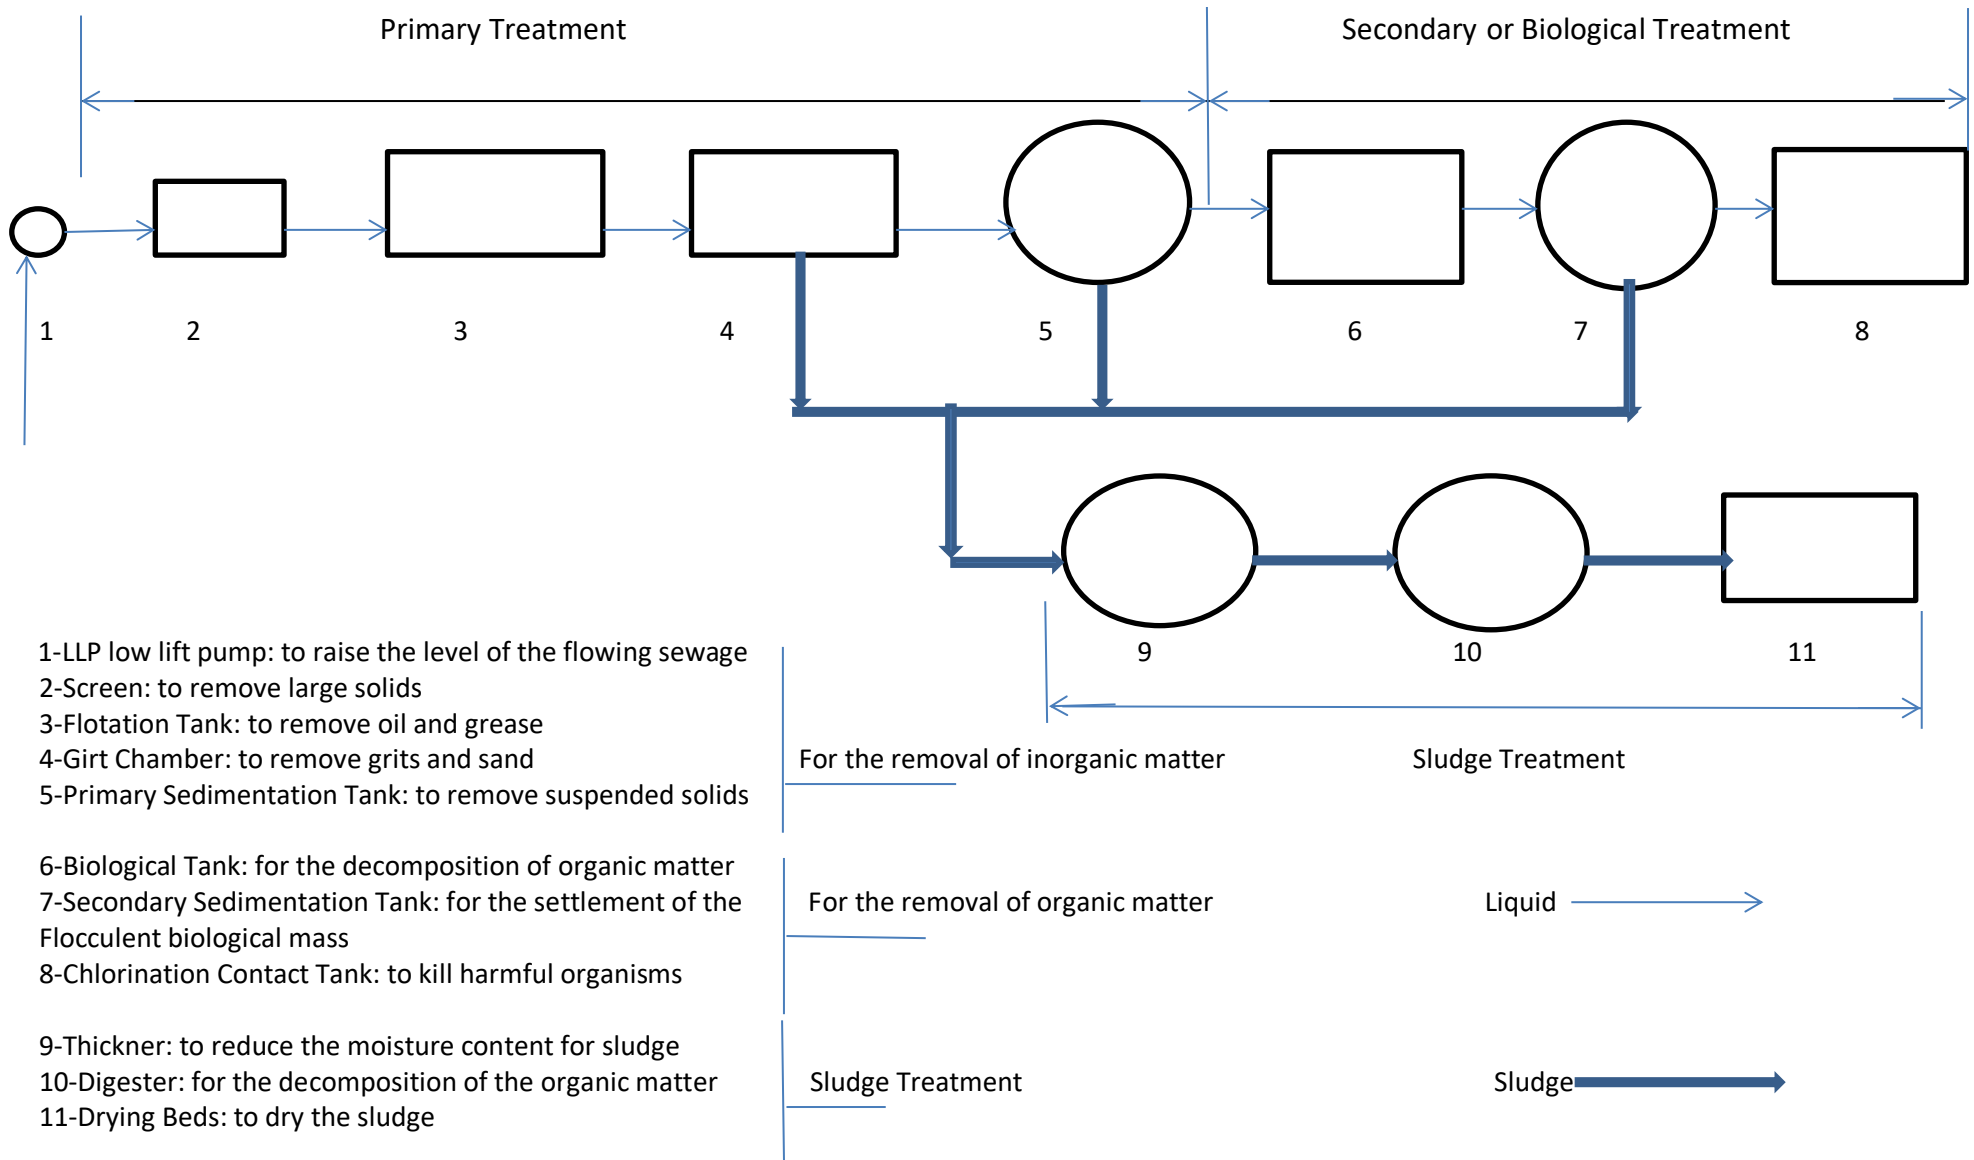 Primary Treatment
Secondary or Biological Treatment
1
2
3
4
5
6
7
8
9
10
11
1-LLP low lift pump: to raise the level of the flowing sewage
2-Screen: to remove large solids
3-Flotation Tank: to remove oil and grease
4-Girt Chamber: to remove grits and sand
5-Primary Sedimentation Tank: to remove suspended solids
For the removal of inorganic matter
Sludge Treatment
6-Biological Tank: for the decomposition of organic matter
7-Secondary Sedimentation Tank: for the settlement of the
Flocculent biological mass
8-Chlorination Contact Tank: to kill harmful organisms
For the removal of organic matter
Liquid
9-Thickner: to reduce the moisture content for sludge
10-Digester: for the decomposition of the organic matter
11-Drying Beds: to dry the sludge
Sludge Treatment
Sludge